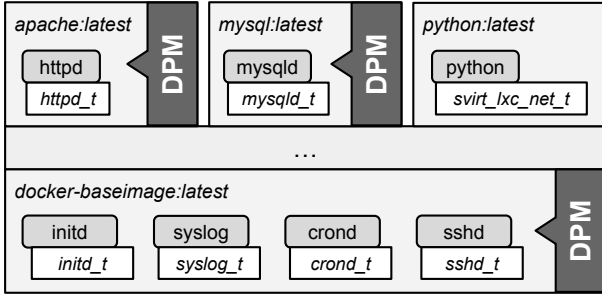 apache:latest
httpd
httpd_t
DPM
mysql:latest
mysqld
mysqld_t
DPM
python:latest
python
svirt_lxc_net_t
...
docker-baseimage:latest
initd
initd_t
syslog
syslog_t
crond
crond_t
sshd
sshd_t
DPM